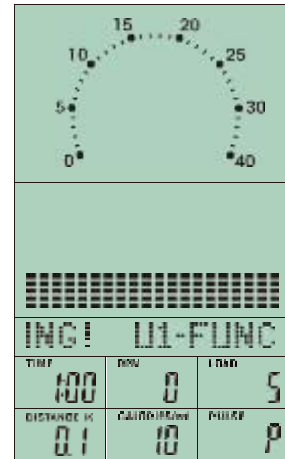 15 20
10 25
5 30
0 40
ING! U1-FUNC
TIME RPM LOAD
1:00 0 5
DISTANCE K CALORIES/Wt PULSE
0.1 10 P